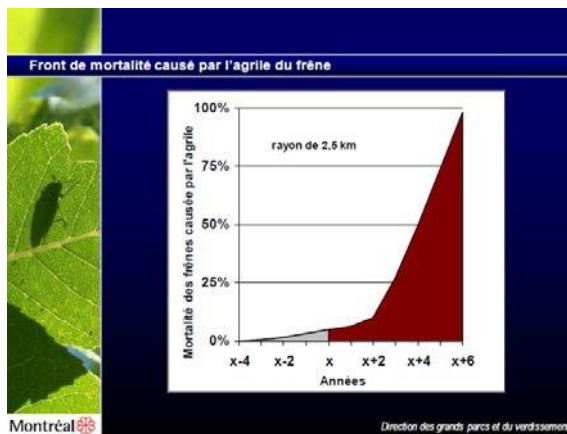 Front de mortalité causé par l'agrile du frêne
Mortalité des frênes causée par l'agrile
100%
75%
50%
25%
0%
rayon de 2,5 km
x-4
x-2
x
x+2
x+4
x+6
Années
Montréal
Direction des grands parcs et du verdissement